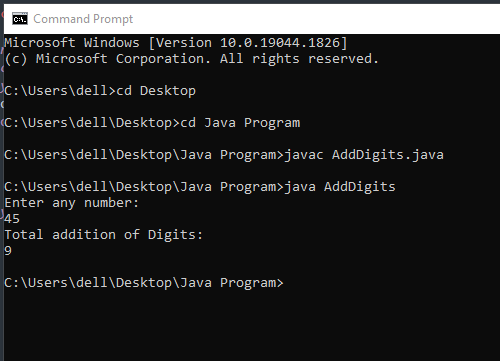 Command Prompt
Microsoft Windows [Version 10.0.19044.1826]
(c) Microsoft Corporation. All rights reserved.
C:\Users\dell>cd Desktop
C:\Users\dell\Desktop>cd Java Program
C:\Users\dell\Desktop\Java Program>javac AddDigits.java
C:\Users\dell\Desktop\Java Program>java AddDigits
Enter any number:
45
Total addition of Digits:
9
C:\Users\dell\Desktop\Java Program>